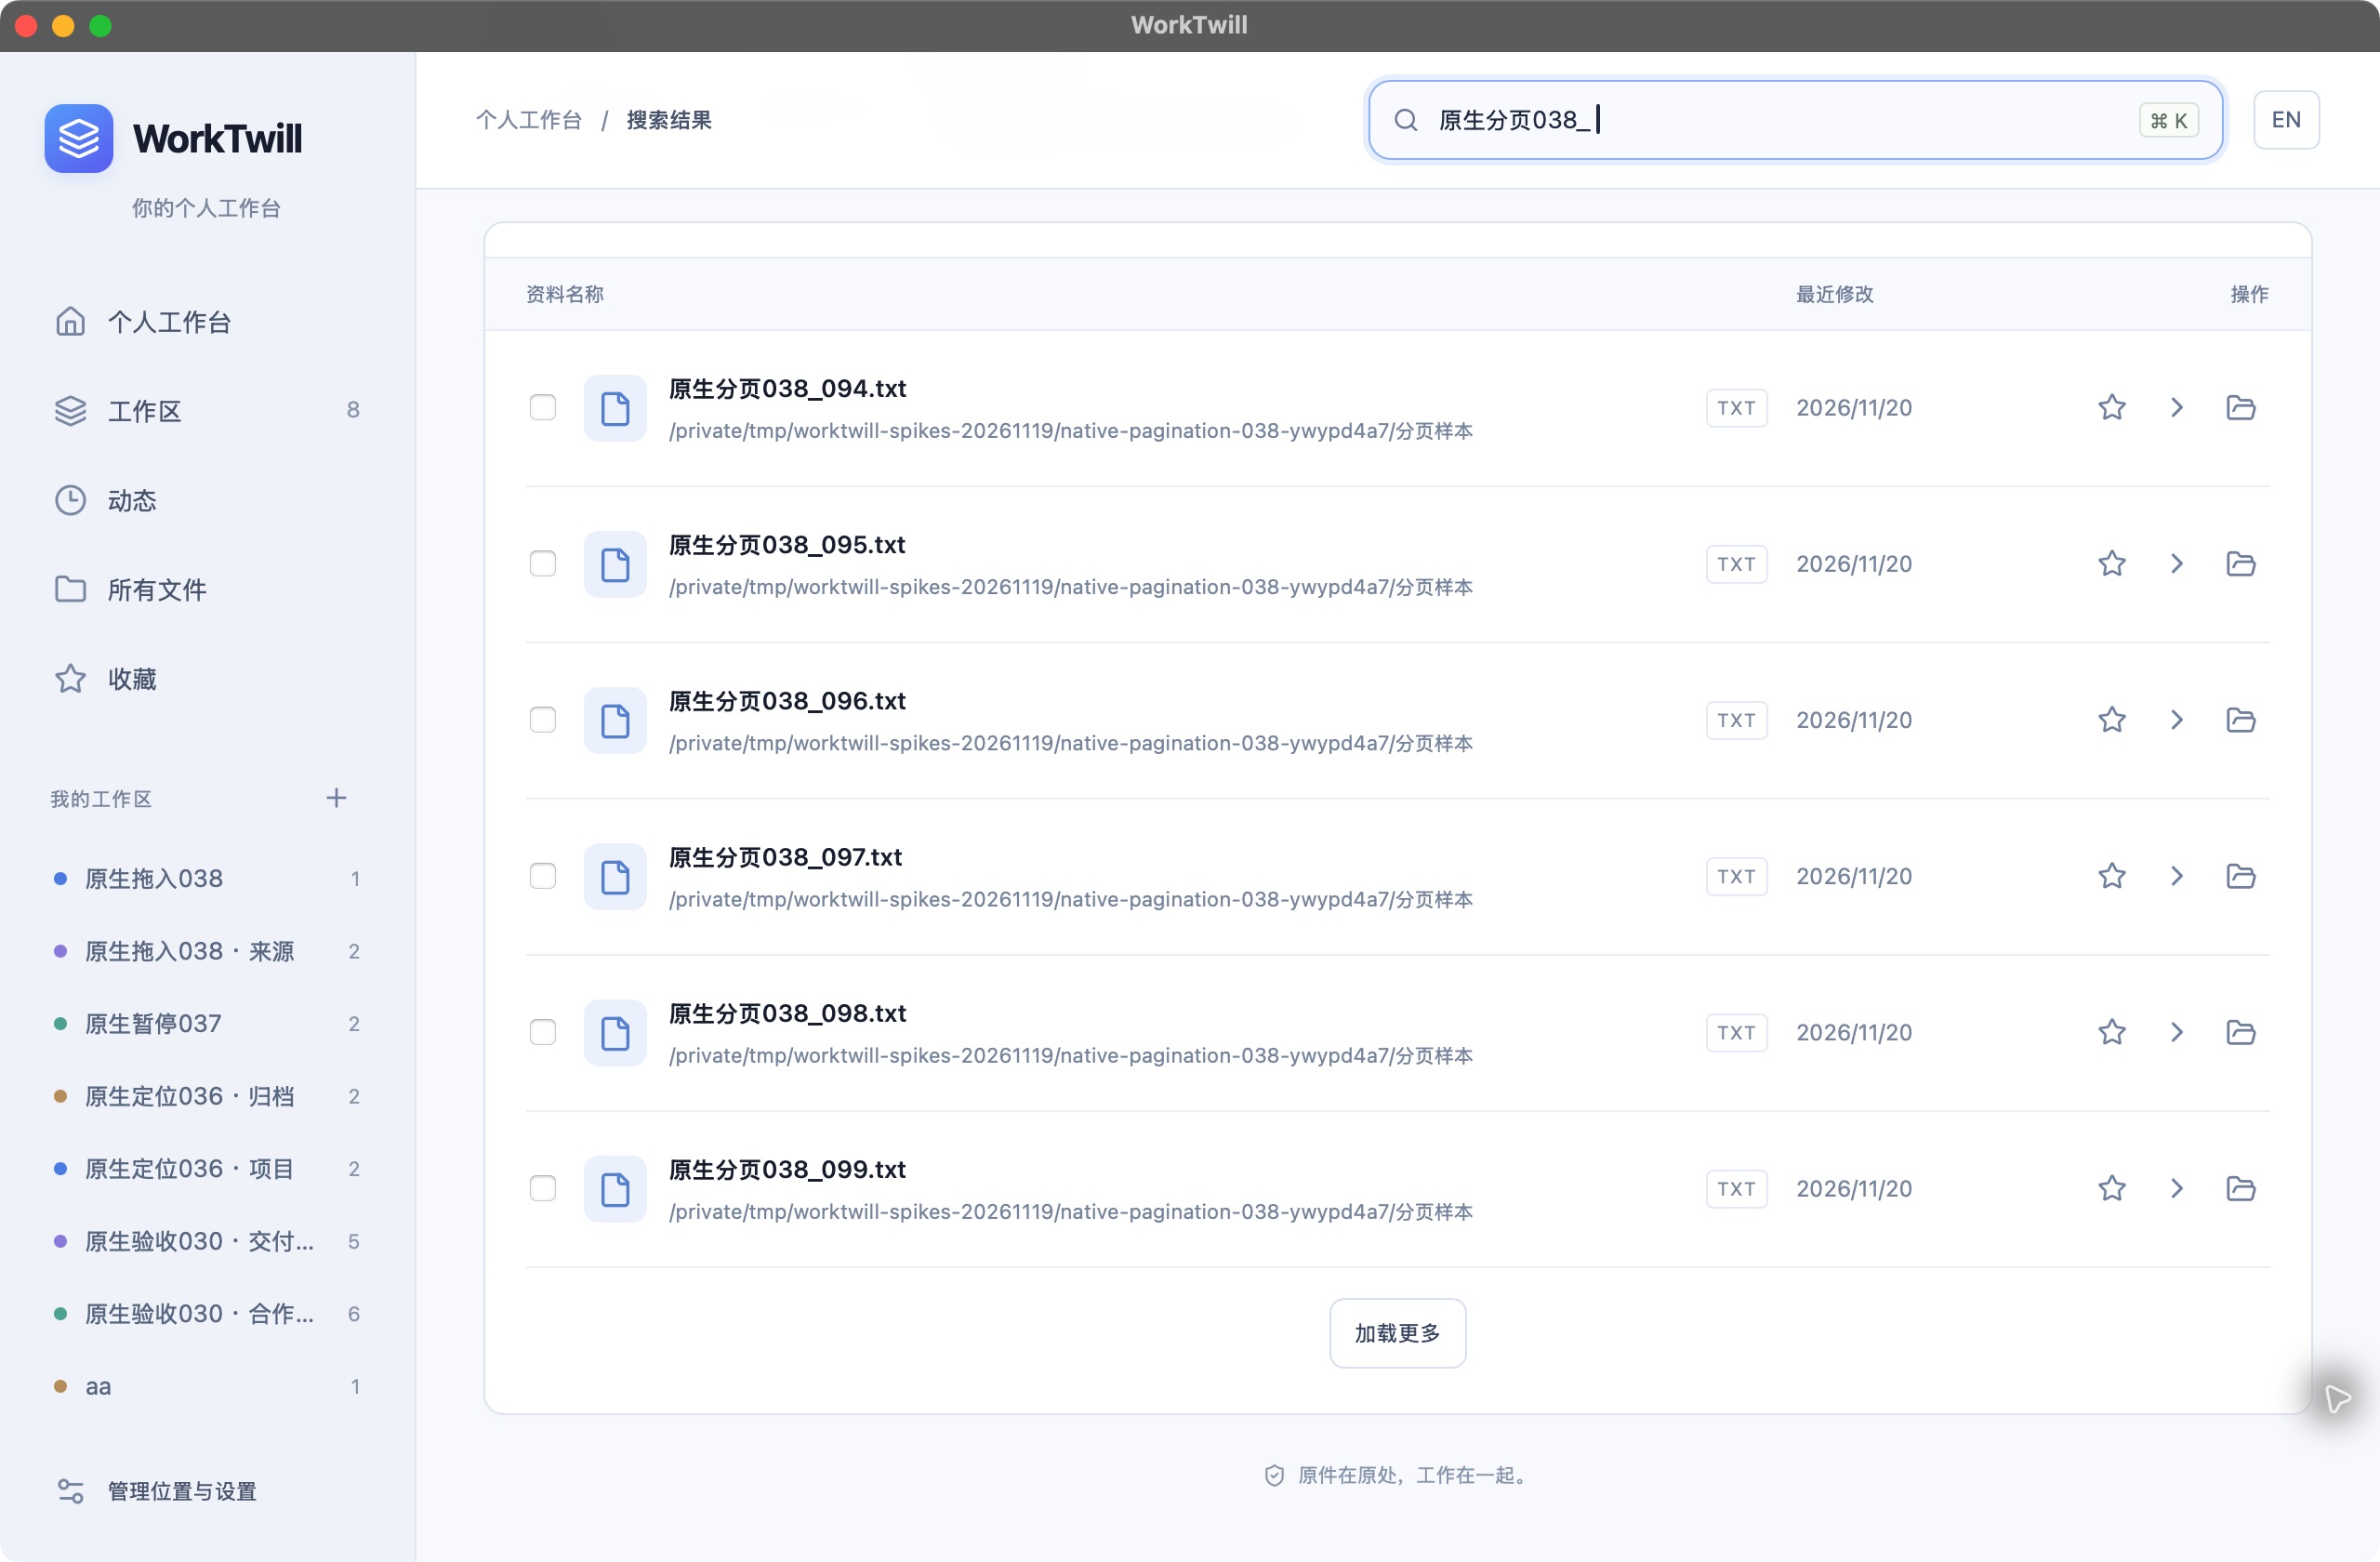 WorkTwill
WorkTwill
你的个人工作台
个人工作台
工作区 8
动态
所有文件
收藏
我的工作区
原生拖入038 1
原生拖入038 · 来源 2
原生暂停037 2
原生定位036 · 归档 2
原生定位036 · 项目 2
原生验收030 · 交付... 5
原生验收030 · 合作... 6
aa 1
管理位置与设置
个人工作台 / 搜索结果
原生分页038_ ⌘ K
EN
资料名称 最近修改 操作
原生分页038_094.txt
/private/tmp/worktwill-spikes-20261119/native-pagination-038-ywypd4a7/分页样本
TXT 2026/11/20
原生分页038_095.txt
/private/tmp/worktwill-spikes-20261119/native-pagination-038-ywypd4a7/分页样本
TXT 2026/11/20
原生分页038_096.txt
/private/tmp/worktwill-spikes-20261119/native-pagination-038-ywypd4a7/分页样本
TXT 2026/11/20
原生分页038_097.txt
/private/tmp/worktwill-spikes-20261119/native-pagination-038-ywypd4a7/分页样本
TXT 2026/11/20
原生分页038_098.txt
/private/tmp/worktwill-spikes-20261119/native-pagination-038-ywypd4a7/分页样本
TXT 2026/11/20
原生分页038_099.txt
/private/tmp/worktwill-spikes-20261119/native-pagination-038-ywypd4a7/分页样本
TXT 2026/11/20
加载更多
原件在原处，工作在一起。